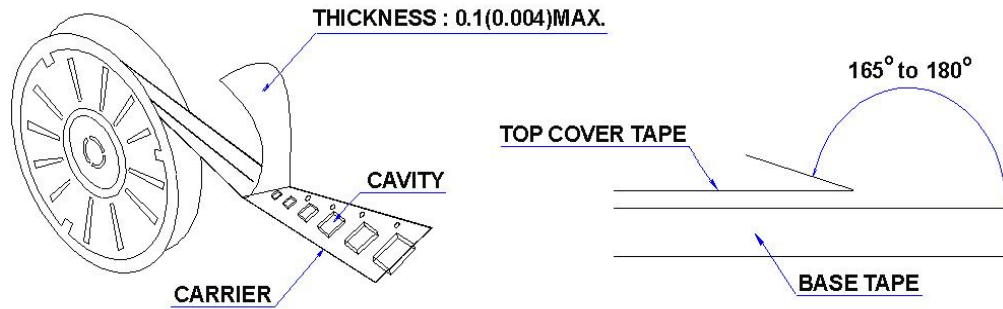 THICKNESS : 0.1(0.004)MAX.
CAVITY
CARRIER
165° to 180°
TOP COVER TAPE
BASE TAPE